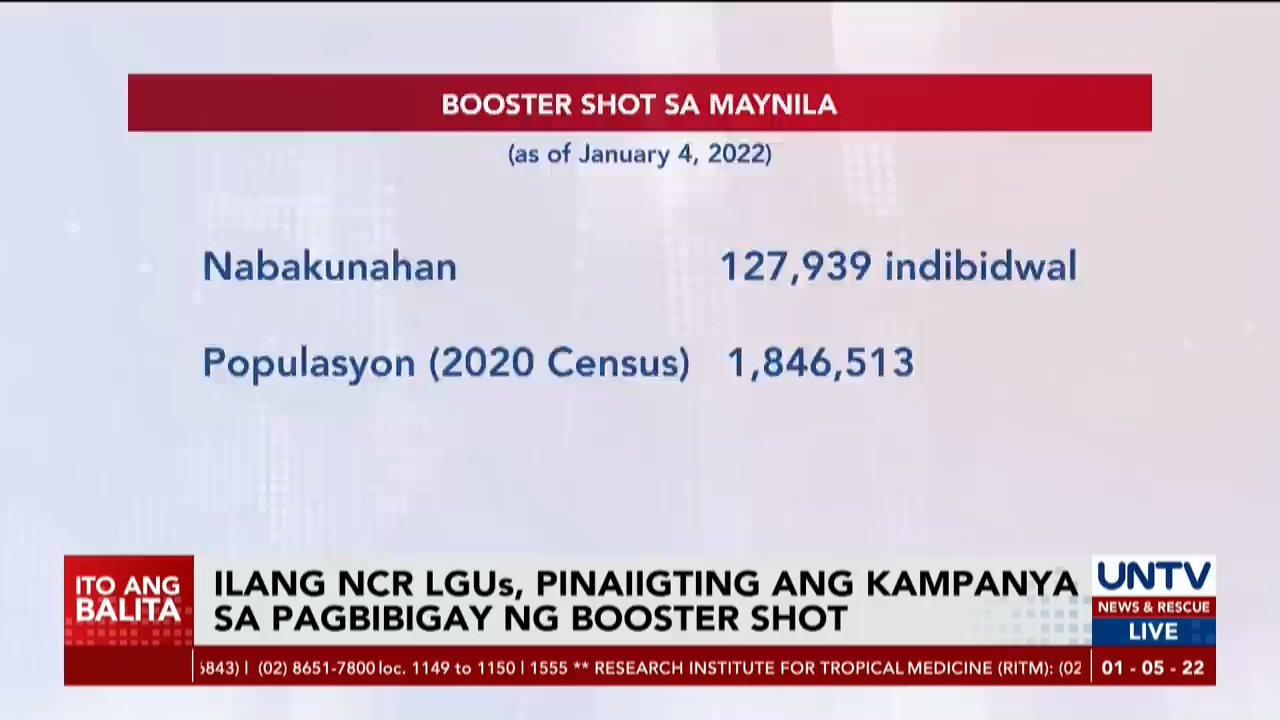 BOOSTER SHOT SA MAYNILA
(as of January 4, 2022)
Nabakunahan 127,939 indibidwal
Populasyon (2020 Census) 1,846,513
ITO ANG
BALITA
ILANG NCR LGUs, PINAIIGTING ANG KAMPANYA
SA PAGBIBIGAY NG BOOSTER SHOT
UNTV
NEWS & RESCUE
LIVE
5843) | (02) 8651-7800 loc. 1149 to 1150 | 1555 ** RESEARCH INSTITUTE FOR TROPICAL MEDICINE (RITM): (02
01 - 05 - 22